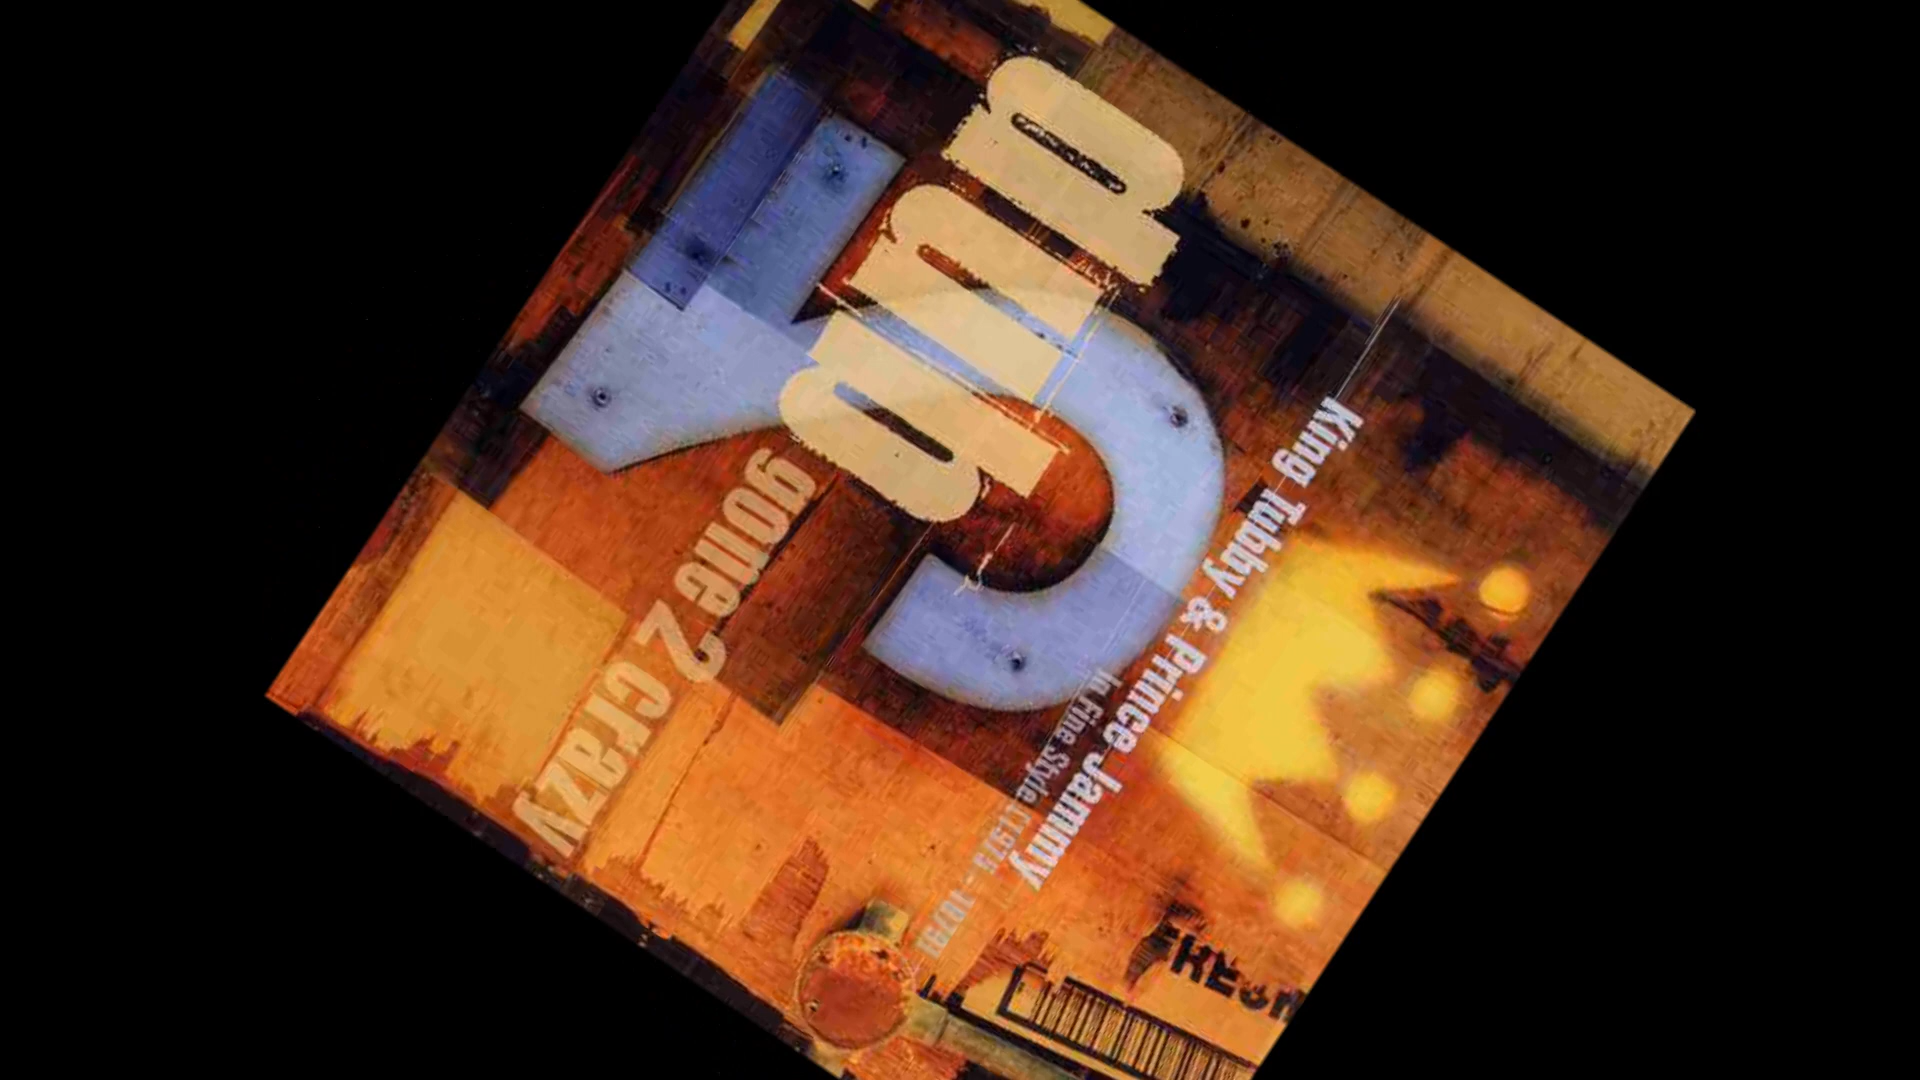 King Tubby & Prince Jammy
In Fine Style (1975 - 1979)
dub
gone 2 crazy
FRESH